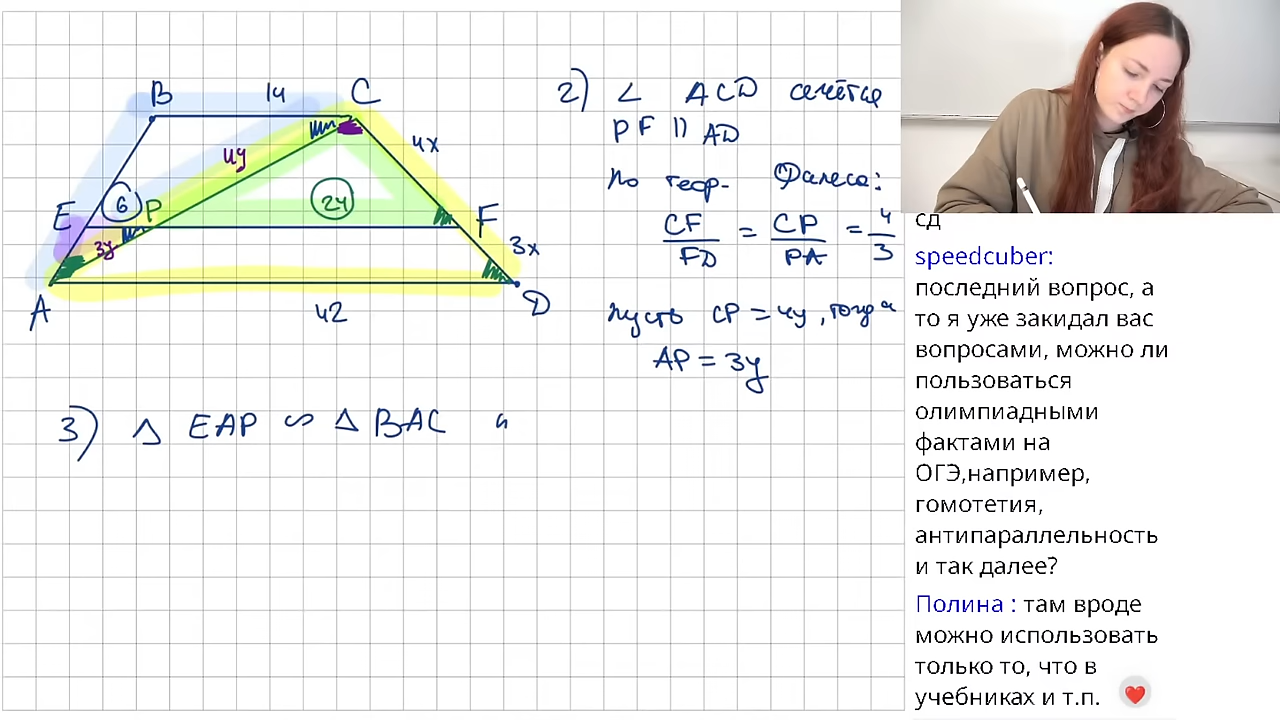 B 14 C
4x
4y
E 6 P 24 F
3y 3x
A 42 D
2) ∠ ACD сечётся
PF || AD
По теор. Фалеса:
CF/FD = CP/PA = 4/3
Пусть CP = 4y, тогда
AP = 3y
3) △ EAP ∽ △ BAC
сд
speedcuber:
последний вопрос, а
то я уже закидал вас
вопросами, можно ли
пользоваться
олимпиадными
фактами на
ОГЭ,например,
гомотетия,
антипараллельность
и так далее?
Полина : там вроде
можно использовать
только то, что в
учебниках и т.п.